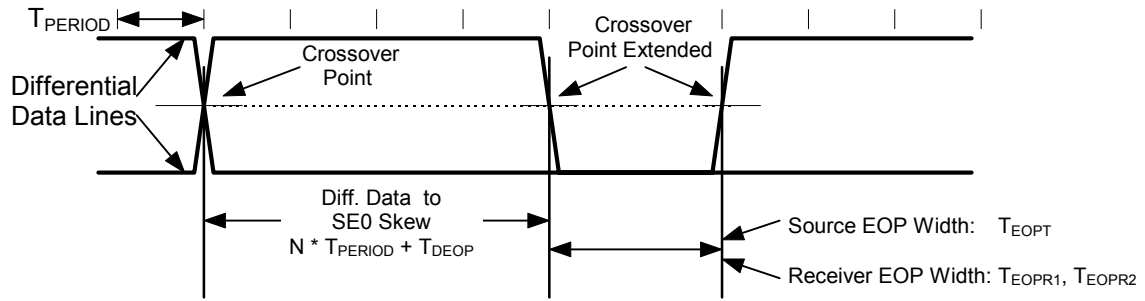 TPERIOD
Crossover
Point
Crossover
Point Extended
Differential
Data Lines
Diff. Data to
SE0 Skew
N * TPERIOD + TDEOP
Source EOP Width: TEOPT
Receiver EOP Width: TEOPR1, TEOPR2